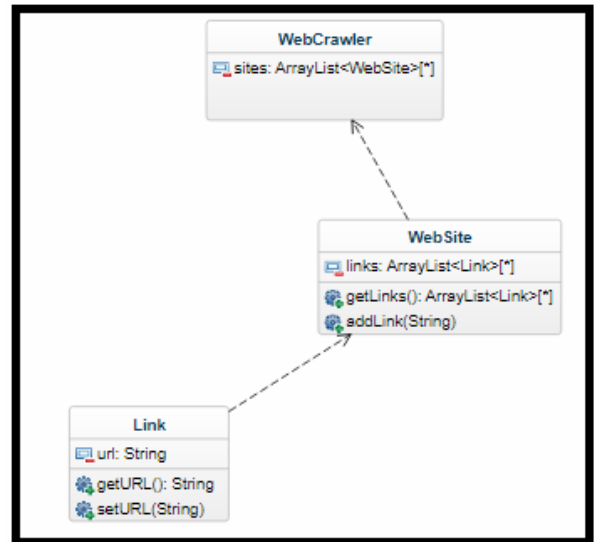 WebCrawler
sites: ArrayList<WebSite>[*]
WebSite
links: ArrayList<Link>[*]
getLinks(): ArrayList<Link>[*]
addLink(String)
Link
url: String
getURL(): String
setURL(String)